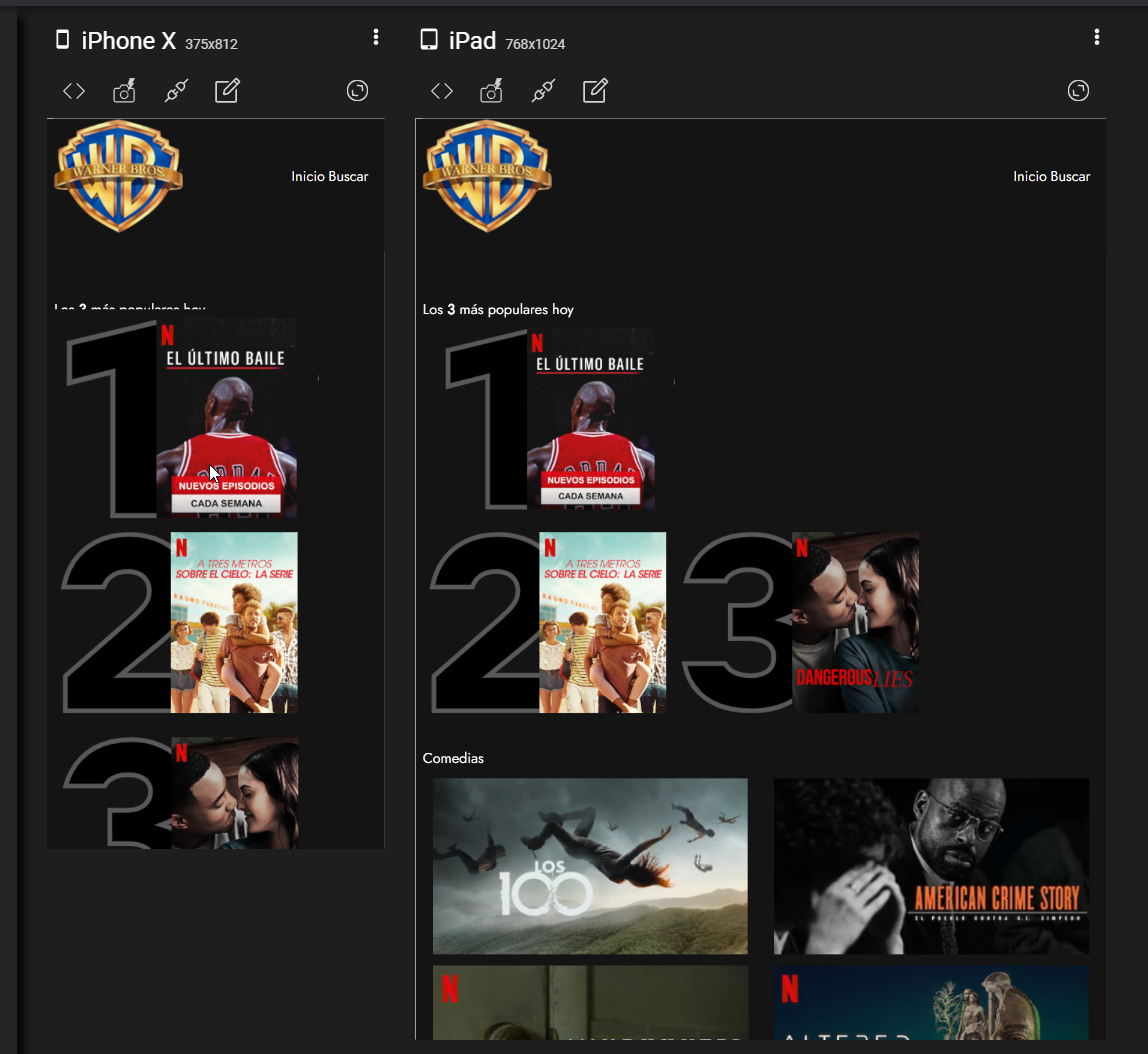 iPhone X 375x812
iPad 768x1024
WARNER BROS.
Inicio Buscar
Los 3 más populares hoy
1
N
EL ÚLTIMO BAILE
NUEVOS EPISODIOS
CADA SEMANA
2
N
A TRES METROS
SOBRE EL CIELO: LA SERIE
3
N
WARNER BROS.
Inicio Buscar
Los 3 más populares hoy
1
N
EL ÚLTIMO BAILE
NUEVOS EPISODIOS
CADA SEMANA
2
N
A TRES METROS
SOBRE EL CIELO: LA SERIE
3
N
DANGEROUS LIES
Comedias
LOS
100
AMERICAN CRIME STORY
EL PUEBLO CONTRA O.J. SIMPSON
N
N
ALTERED